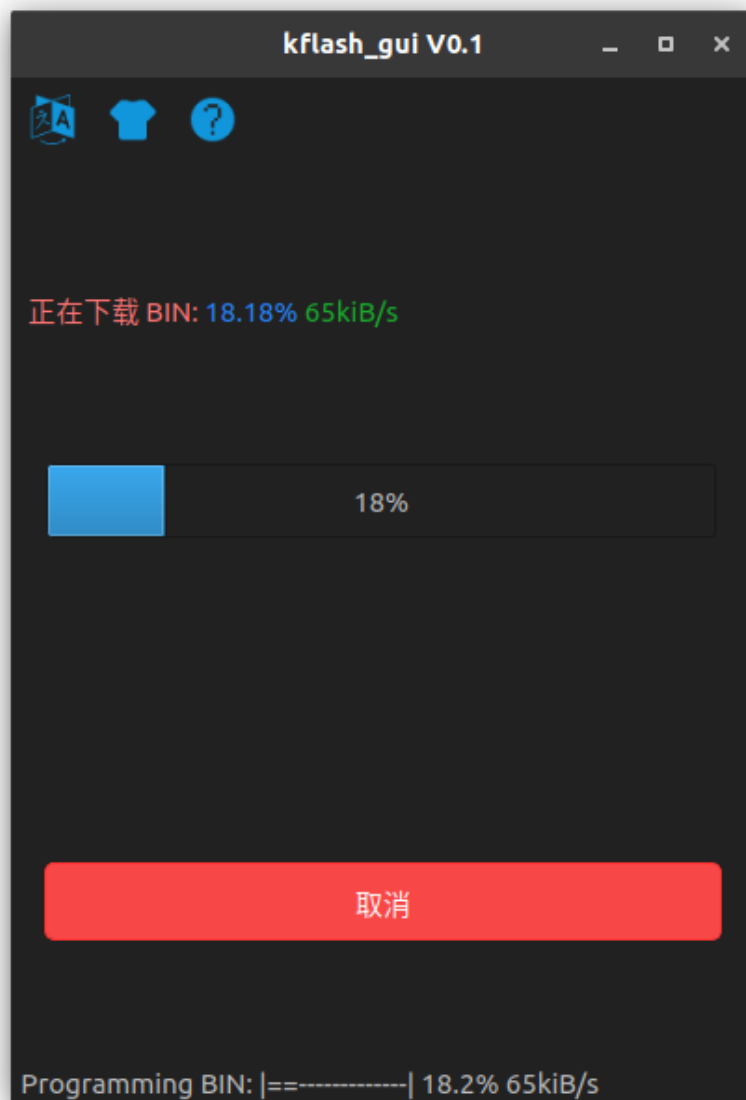 kflash_gui V0.1
正在下载 BIN: 18.18% 65kiB/s
18%
取消
Programming BIN: |==-------------| 18.2% 65kiB/s